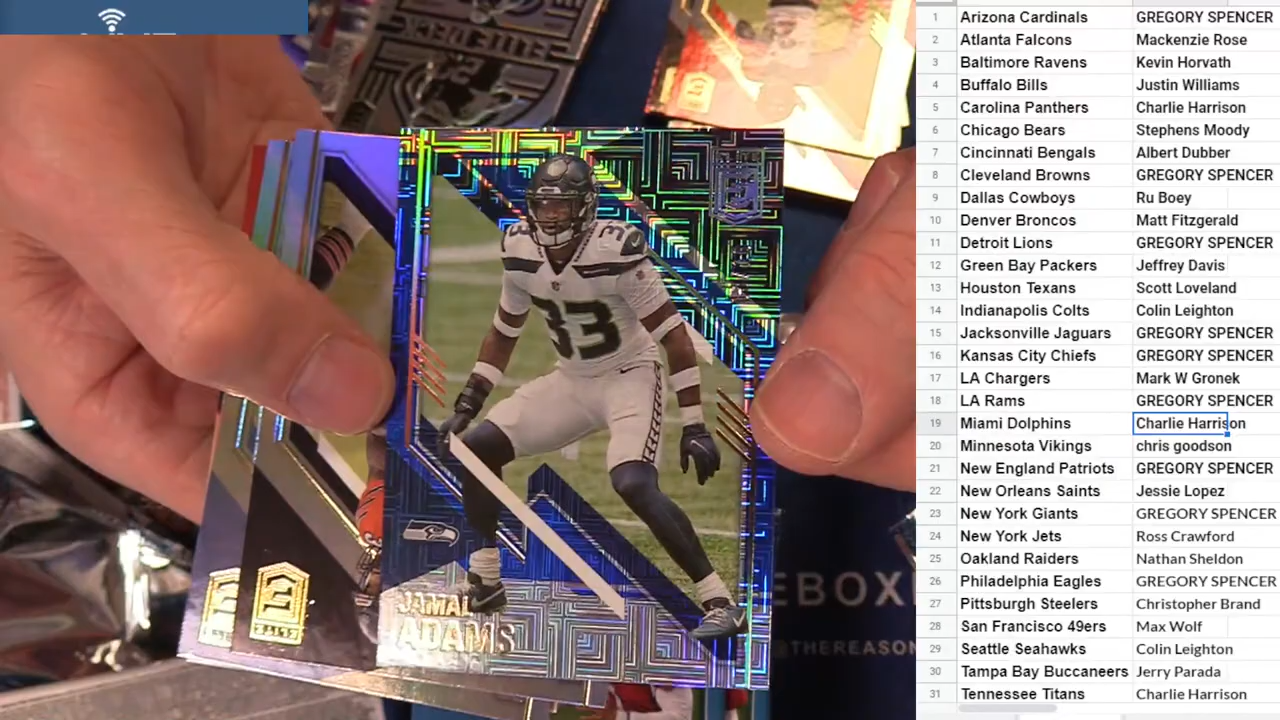 33
33
JAMAL
ADAMS
EBOX
@THEREASON
1 Arizona Cardinals GREGORY SPENCER
2 Atlanta Falcons Mackenzie Rose
3 Baltimore Ravens Kevin Horvath
4 Buffalo Bills Justin Williams
5 Carolina Panthers Charlie Harrison
6 Chicago Bears Stephens Moody
7 Cincinnati Bengals Albert Dubber
8 Cleveland Browns GREGORY SPENCER
9 Dallas Cowboys Ru Boey
10 Denver Broncos Matt Fitzgerald
11 Detroit Lions GREGORY SPENCER
12 Green Bay Packers Jeffrey Davis
13 Houston Texans Scott Loveland
14 Indianapolis Colts Colin Leighton
15 Jacksonville Jaguars GREGORY SPENCER
16 Kansas City Chiefs GREGORY SPENCER
17 LA Chargers Mark W Gronek
18 LA Rams GREGORY SPENCER
19 Miami Dolphins Charlie Harrison
20 Minnesota Vikings chris goodson
21 New England Patriots GREGORY SPENCER
22 New Orleans Saints Jessie Lopez
23 New York Giants GREGORY SPENCER
24 New York Jets Ross Crawford
25 Oakland Raiders Nathan Sheldon
26 Philadelphia Eagles GREGORY SPENCER
27 Pittsburgh Steelers Christopher Brand
28 San Francisco 49ers Max Wolf
29 Seattle Seahawks Colin Leighton
30 Tampa Bay Buccaneers Jerry Parada
31 Tennessee Titans Charlie Harrison